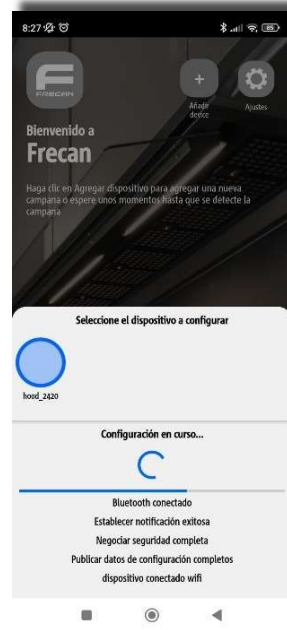 8:27
85
FRECAN
+
Añadir
device
Ajustes
Bienvenido a
Frecan
Haga clic en Agregar dispositivo para agregar una nueva
campana o espere unos momentos hasta que se detecte la
campana
Seleccione el dispositivo a configurar
hood_2420
Configuración en curso...
Bluetooth conectado
Establecer notificación exitosa
Negociar seguridad completa
Publicar datos de configuración completos
dispositivo conectado wifi